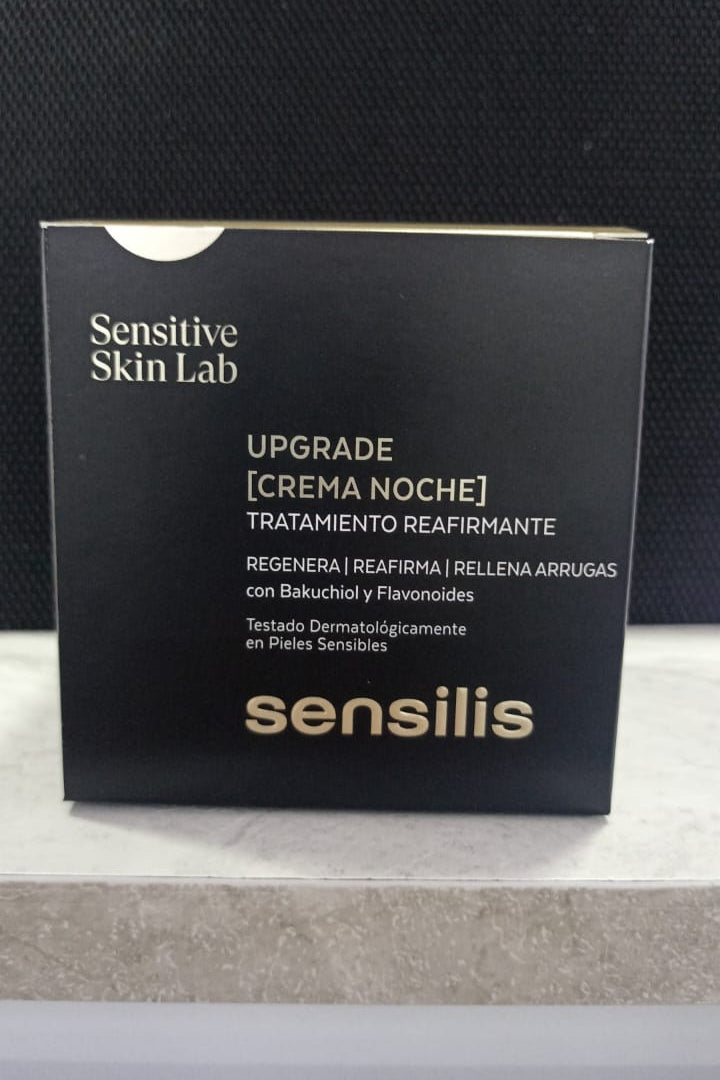 Sensitive
Skin Lab
UPGRADE
[CREMA NOCHE]
TRATAMIENTO REAFIRMANTE
REGENERA | REAFIRMA | RELLENA ARRUGAS
con Bakuchiol y Flavonoides
Testado Dermatológicamente
en Pieles Sensibles
sensilis